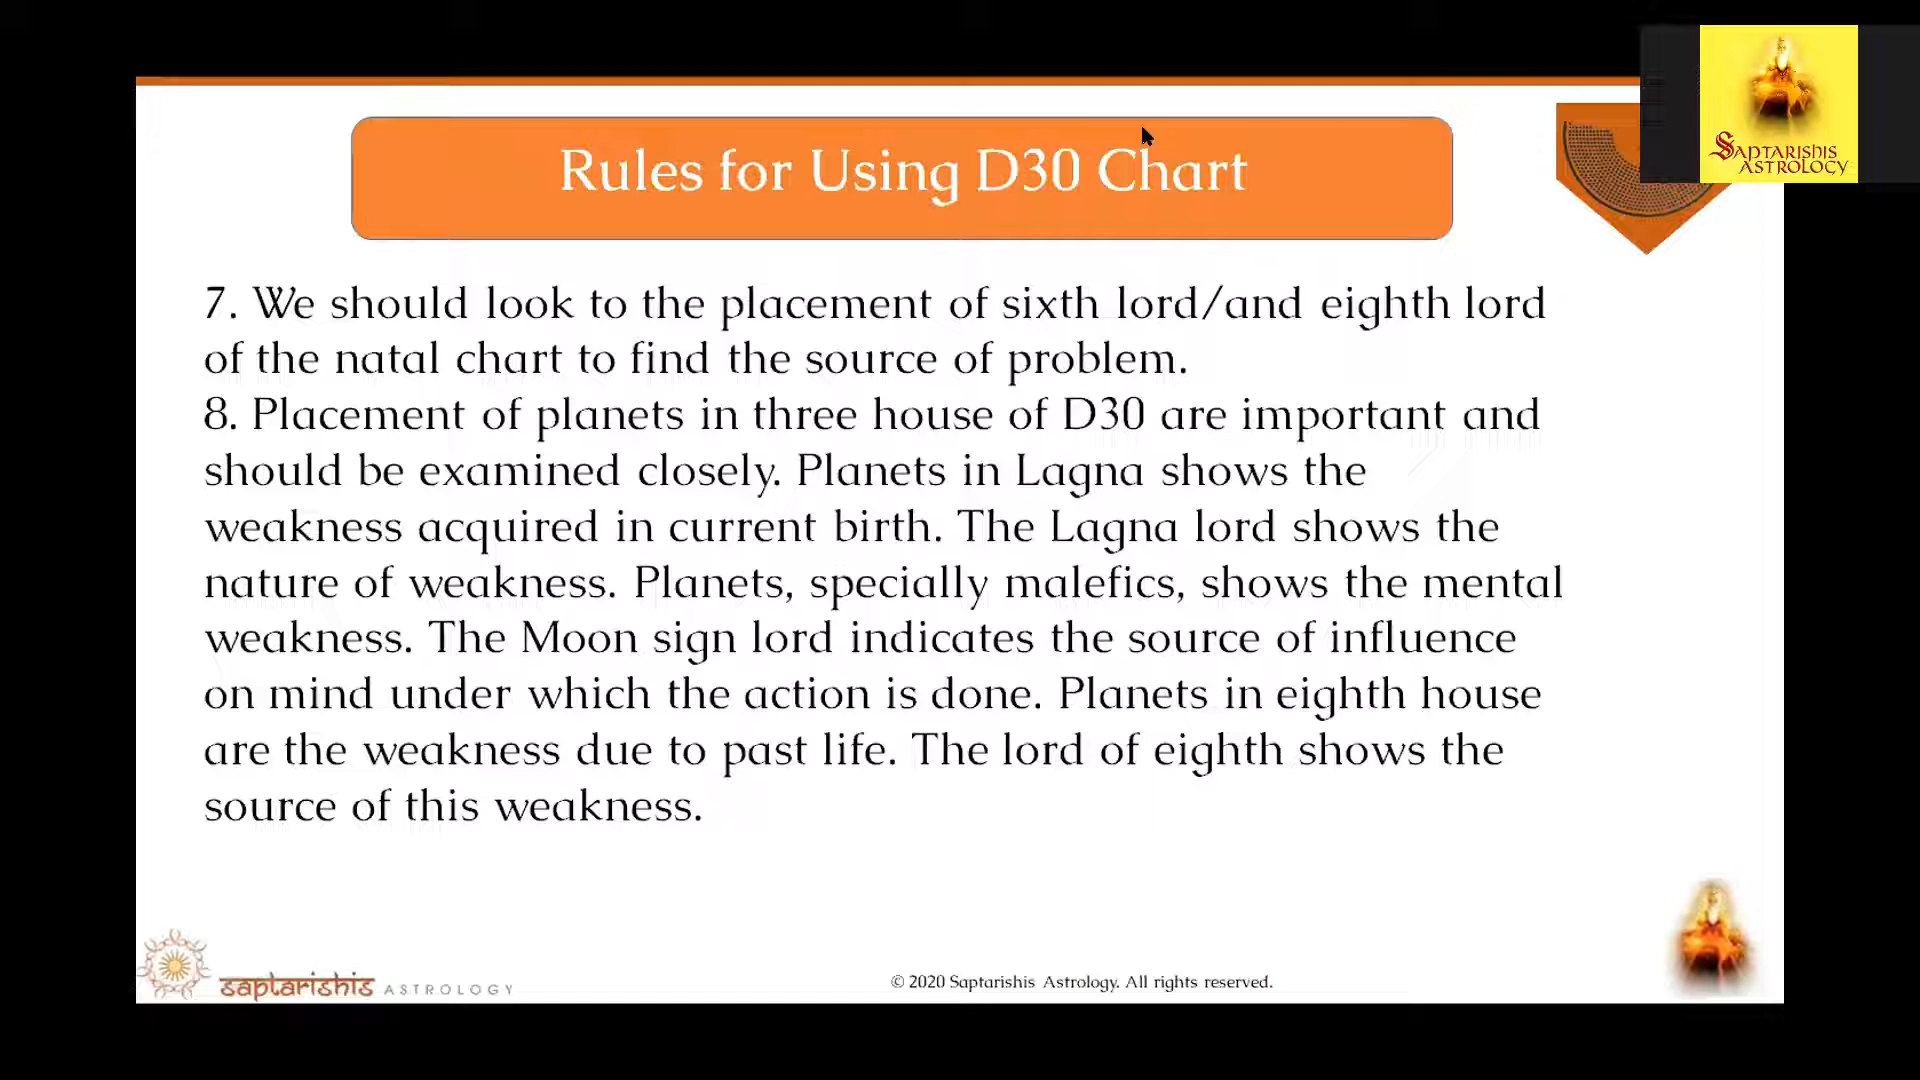 SAPTARISHIS
ASTROLOGY
Rules for Using D30 Chart
7. We should look to the placement of sixth lord/and eighth lord
of the natal chart to find the source of problem.
8. Placement of planets in three house of D30 are important and
should be examined closely. Planets in Lagna shows the
weakness acquired in current birth. The Lagna lord shows the
nature of weakness. Planets, specially malefics, shows the mental
weakness. The Moon sign lord indicates the source of influence
on mind under which the action is done. Planets in eighth house
are the weakness due to past life. The lord of eighth shows the
source of this weakness.
saptarishis ASTROLOGY
© 2020 Saptarishis Astrology. All rights reserved.